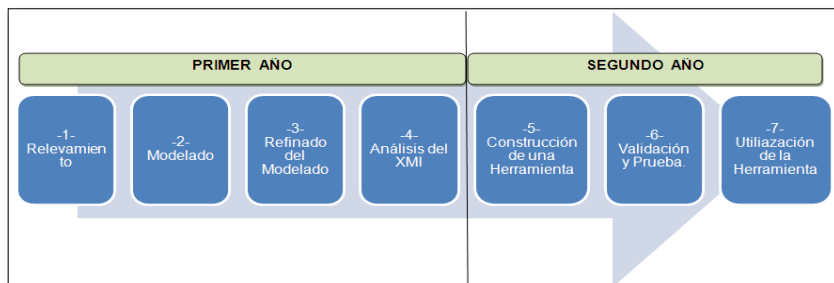 PRIMER AÑO
SEGUNDO AÑO
-1-
Relevamien
to
-2-
Modelado
-3-
Refinado
del
Modelado
-4-
Análisis del
XMI
-5-
Construcción
de una
Herramienta
-6-
Validación
y Prueba.
-7-
Utiliazación
de la
Herramienta